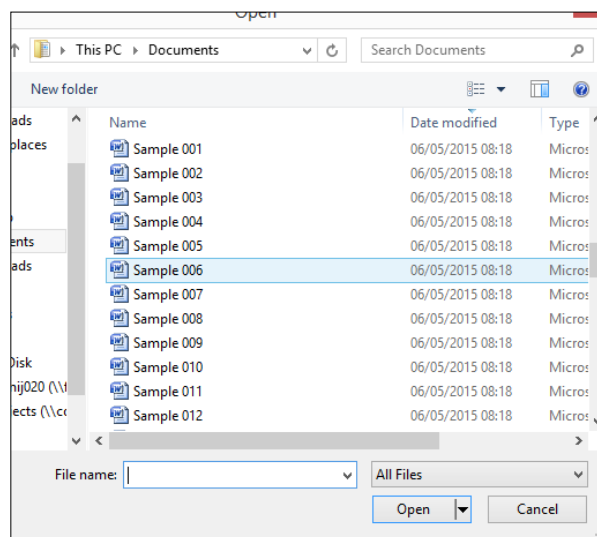 Open
This PC Documents Search Documents
New folder
ads
places
ents
ads
Disk
nij020 (\\f
ects (\\cc
Name Date modified Type
Sample 001 06/05/2015 08:18 Micros
Sample 002 06/05/2015 08:18 Micros
Sample 003 06/05/2015 08:18 Micros
Sample 004 06/05/2015 08:18 Micros
Sample 005 06/05/2015 08:18 Micros
Sample 006 06/05/2015 08:18 Micros
Sample 007 06/05/2015 08:18 Micros
Sample 008 06/05/2015 08:18 Micros
Sample 009 06/05/2015 08:18 Micros
Sample 010 06/05/2015 08:18 Micros
Sample 011 06/05/2015 08:18 Micros
Sample 012 06/05/2015 08:18 Micros
File name: All Files
Open Cancel